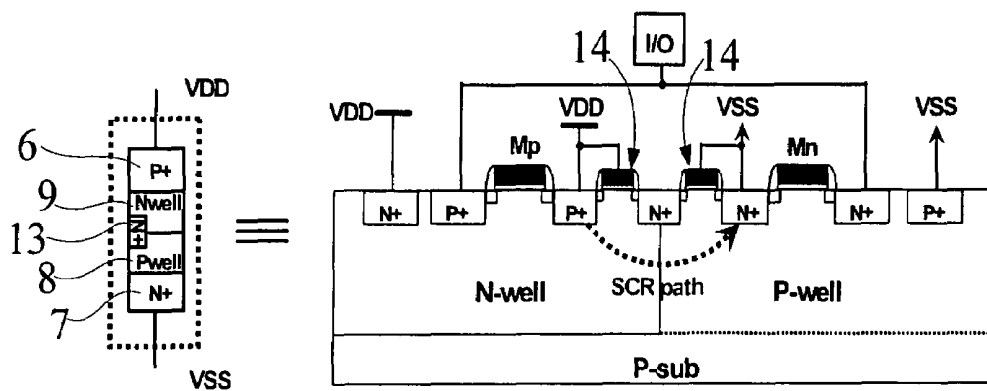 I/O
14
14
VDD
VDD
VDD
VSS
VSS
Mp
Mn
6
P+
9
Nwell
13
N+
8
Pwell
7
N+
VSS
N+
P+
P+
N+
N+
N+
P+
N-well
SCR path
P-well
P-sub